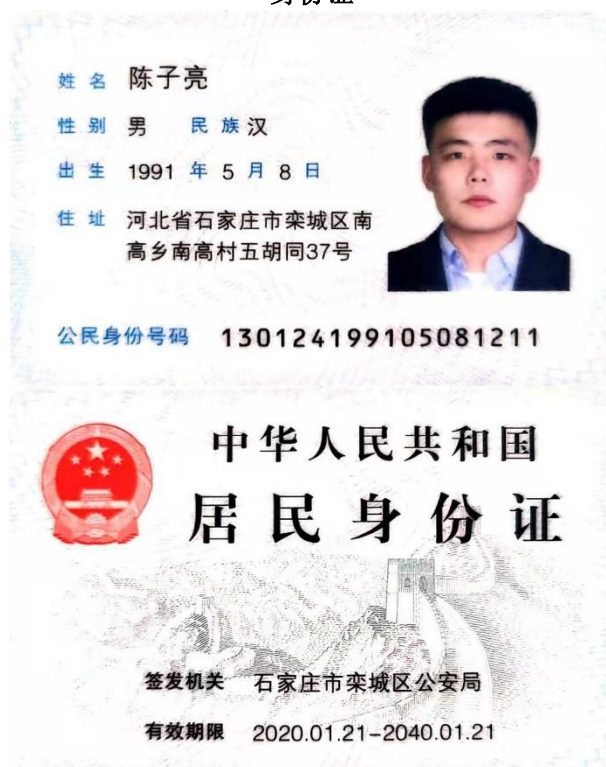 姓名 陈子亮
性别 男 民族 汉
出生 1991 年 5 月 8 日
住址 河北省石家庄市栾城区南
高乡南高村五胡同37号
公民身份号码 130124199105081211
中华人民共和国
居民身份证
签发机关 石家庄市栾城区公安局
有效期限 2020.01.21-2040.01.21